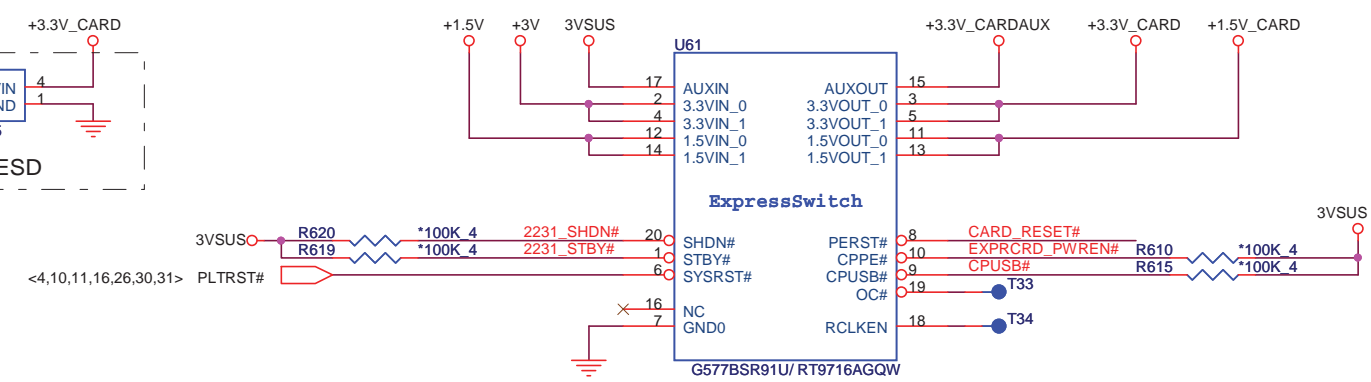 +3.3V_CARD
+1.5V
+3V
3VSUS
+3.3V_CARDAUX
+3.3V_CARD
+1.5V_CARD
U61
VIN 4
ND 1
ESD
17 AUXIN AUXOUT 15
2 3.3VIN_0 3.3VOUT_0 3
4 3.3VIN_1 3.3VOUT_1 5
12 1.5VIN_0 1.5VOUT_0 11
14 1.5VIN_1 1.5VOUT_1 13
ExpressSwitch
3VSUS
3VSUS R620 *100K_4 2231_SHDN# 20 SHDN# PERST# 8 CARD_RESET#
R619 *100K_4 2231_STBY# 1 STBY# CPPE# 10 EXPRCRD_PWREN# R610 *100K_4
<4,10,11,16,26,30,31> PLTRST# 6 SYSRST# CPUSB# 9 CPUSB# R615 *100K_4
OC# 19 T33
16 NC
7 GND0 RCLKEN 18 T34
G577BSR91U/ RT9716AGQW